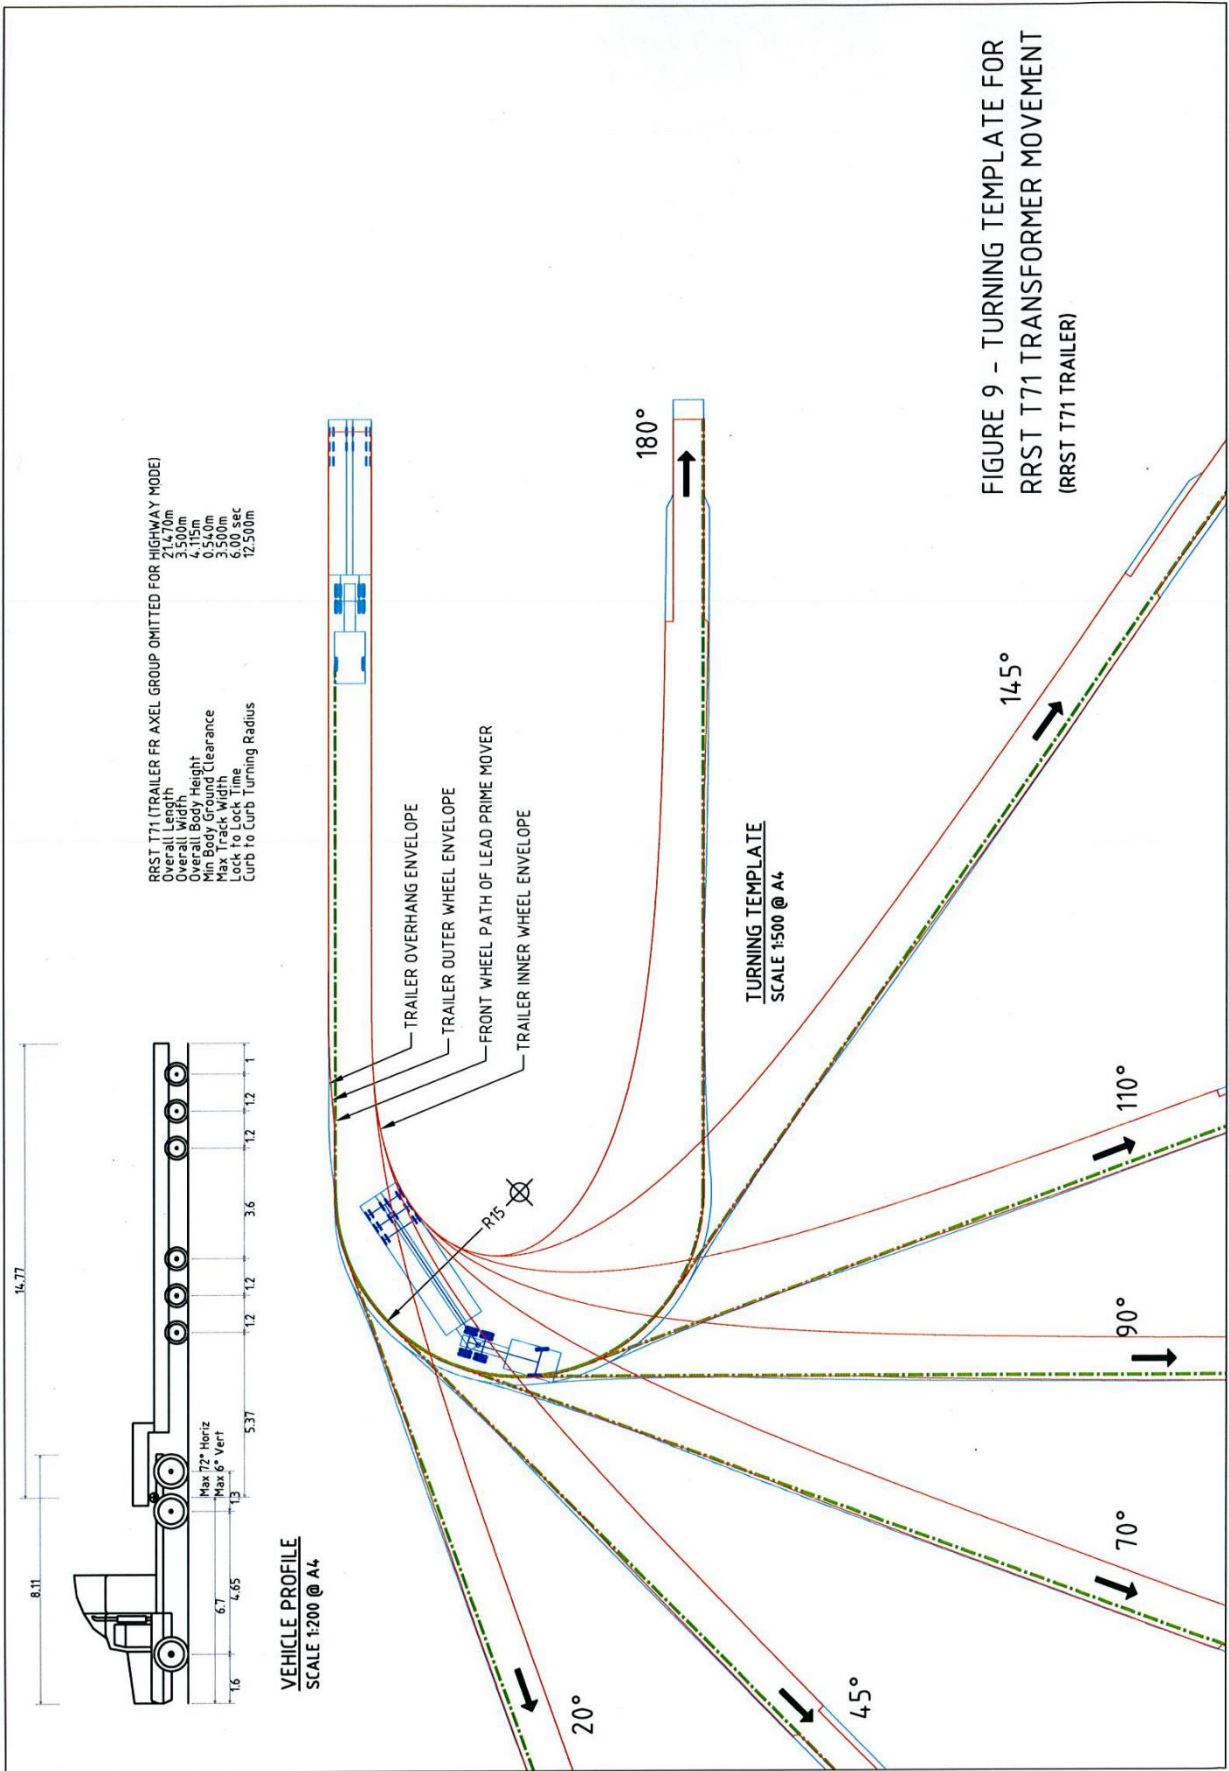 14.77
8.11
Max 72° Horiz
Max 6° Vert
6.7
1.6
4.65
1.3
5.37
1.2
1.2
3.6
1.2
1.2
1
VEHICLE PROFILE
SCALE 1:200 @ A4
RRST T71 (TRAILER FR AXEL GROUP OMITTED FOR HIGHWAY MODE)
Overall Length 21.470m
Overall Width 3.500m
Overall Body Height 4.115m
Min Body Ground Clearance 0.540m
Max Track Width 3.500m
Lock to Lock Time 6.00 sec
Curb to Curb Turning Radius 12.500m
TRAILER OVERHANG ENVELOPE
TRAILER OUTER WHEEL ENVELOPE
FRONT WHEEL PATH OF LEAD PRIME MOVER
TRAILER INNER WHEEL ENVELOPE
R15
180°
TURNING TEMPLATE
SCALE 1:500 @ A4
20°
45°
70°
90°
110°
145°
FIGURE 9 - TURNING TEMPLATE FOR
RRST T71 TRANSFORMER MOVEMENT
(RRST T71 TRAILER)